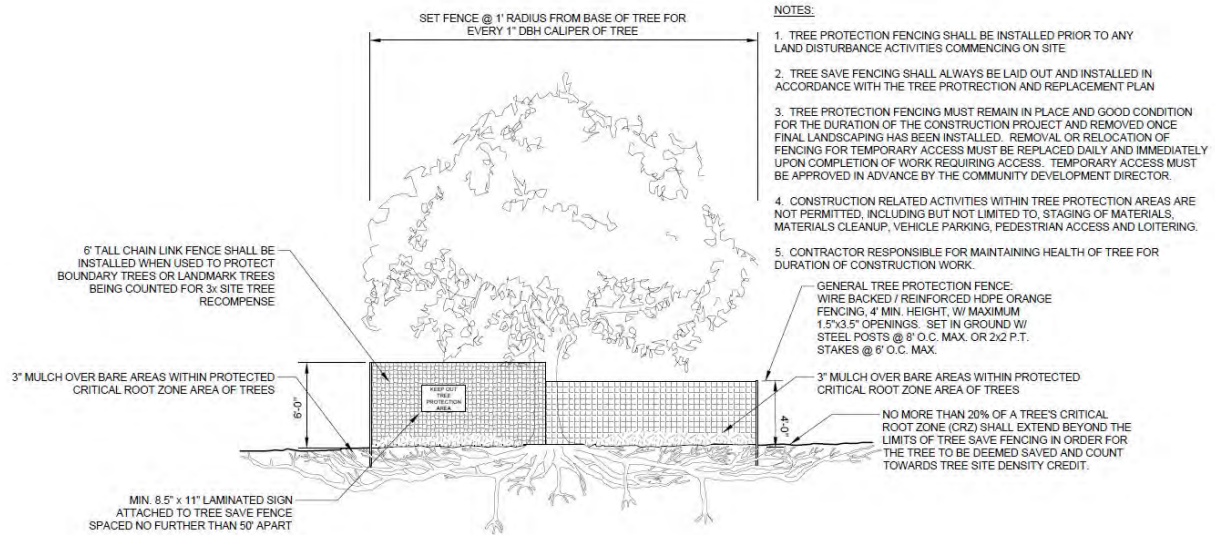 SET FENCE @ 1' RADIUS FROM BASE OF TREE FOR
EVERY 1" DBH CALIPER OF TREE
NOTES:
1. TREE PROTECTION FENCING SHALL BE INSTALLED PRIOR TO ANY
LAND DISTURBANCE ACTIVITIES COMMENCING ON SITE
2. TREE SAVE FENCING SHALL ALWAYS BE LAID OUT AND INSTALLED IN
ACCORDANCE WITH THE TREE PROTRECTION AND REPLACEMENT PLAN
3. TREE PROTECTION FENCING MUST REMAIN IN PLACE AND GOOD CONDITION
FOR THE DURATION OF THE CONSTRUCTION PROJECT AND REMOVED ONCE
FINAL LANDSCAPING HAS BEEN INSTALLED. REMOVAL OR RELOCATION OF
FENCING FOR TEMPORARY ACCESS MUST BE REPLACED DAILY AND IMMEDIATELY
UPON COMPLETION OF WORK REQUIRING ACCESS. TEMPORARY ACCESS MUST
BE APPROVED IN ADVANCE BY THE COMMUNITY DEVELOPMENT DIRECTOR.
4. CONSTRUCTION RELATED ACTIVITIES WITHIN TREE PROTECTION AREAS ARE
NOT PERMITTED, INCLUDING BUT NOT LIMITED TO, STAGING OF MATERIALS,
MATERIALS CLEANUP, VEHICLE PARKING, PEDESTRIAN ACCESS AND LOITERING.
5. CONTRACTOR RESPONSIBLE FOR MAINTAINING HEALTH OF TREE FOR
DURATION OF CONSTRUCTION WORK.
6' TALL CHAIN LINK FENCE SHALL BE
INSTALLED WHEN USED TO PROTECT
BOUNDARY TREES OR LANDMARK TREES
BEING COUNTED FOR 3x SITE TREE
RECOMPENSE
GENERAL TREE PROTECTION FENCE:
WIRE BACKED / REINFORCED HDPE ORANGE
FENCING, 4' MIN. HEIGHT, W/ MAXIMUM
1.5"x3.5" OPENINGS. SET IN GROUND W/
STEEL POSTS @ 8' O.C. MAX. OR 2x2 P.T.
STAKES @ 6' O.C. MAX.
3" MULCH OVER BARE AREAS WITHIN PROTECTED
CRITICAL ROOT ZONE AREA OF TREES
6'-0"
KEEP OUT
TREE
PROTECTION
AREA
4'-0"
3" MULCH OVER BARE AREAS WITHIN PROTECTED
CRITICAL ROOT ZONE AREA OF TREES
NO MORE THAN 20% OF A TREE'S CRITICAL
ROOT ZONE (CRZ) SHALL EXTEND BEYOND THE
LIMITS OF TREE SAVE FENCING IN ORDER FOR
THE TREE TO BE DEEMED SAVED AND COUNT
TOWARDS TREE SITE DENSITY CREDIT.
MIN. 8.5" x 11" LAMINATED SIGN
ATTACHED TO TREE SAVE FENCE
SPACED NO FURTHER THAN 50' APART